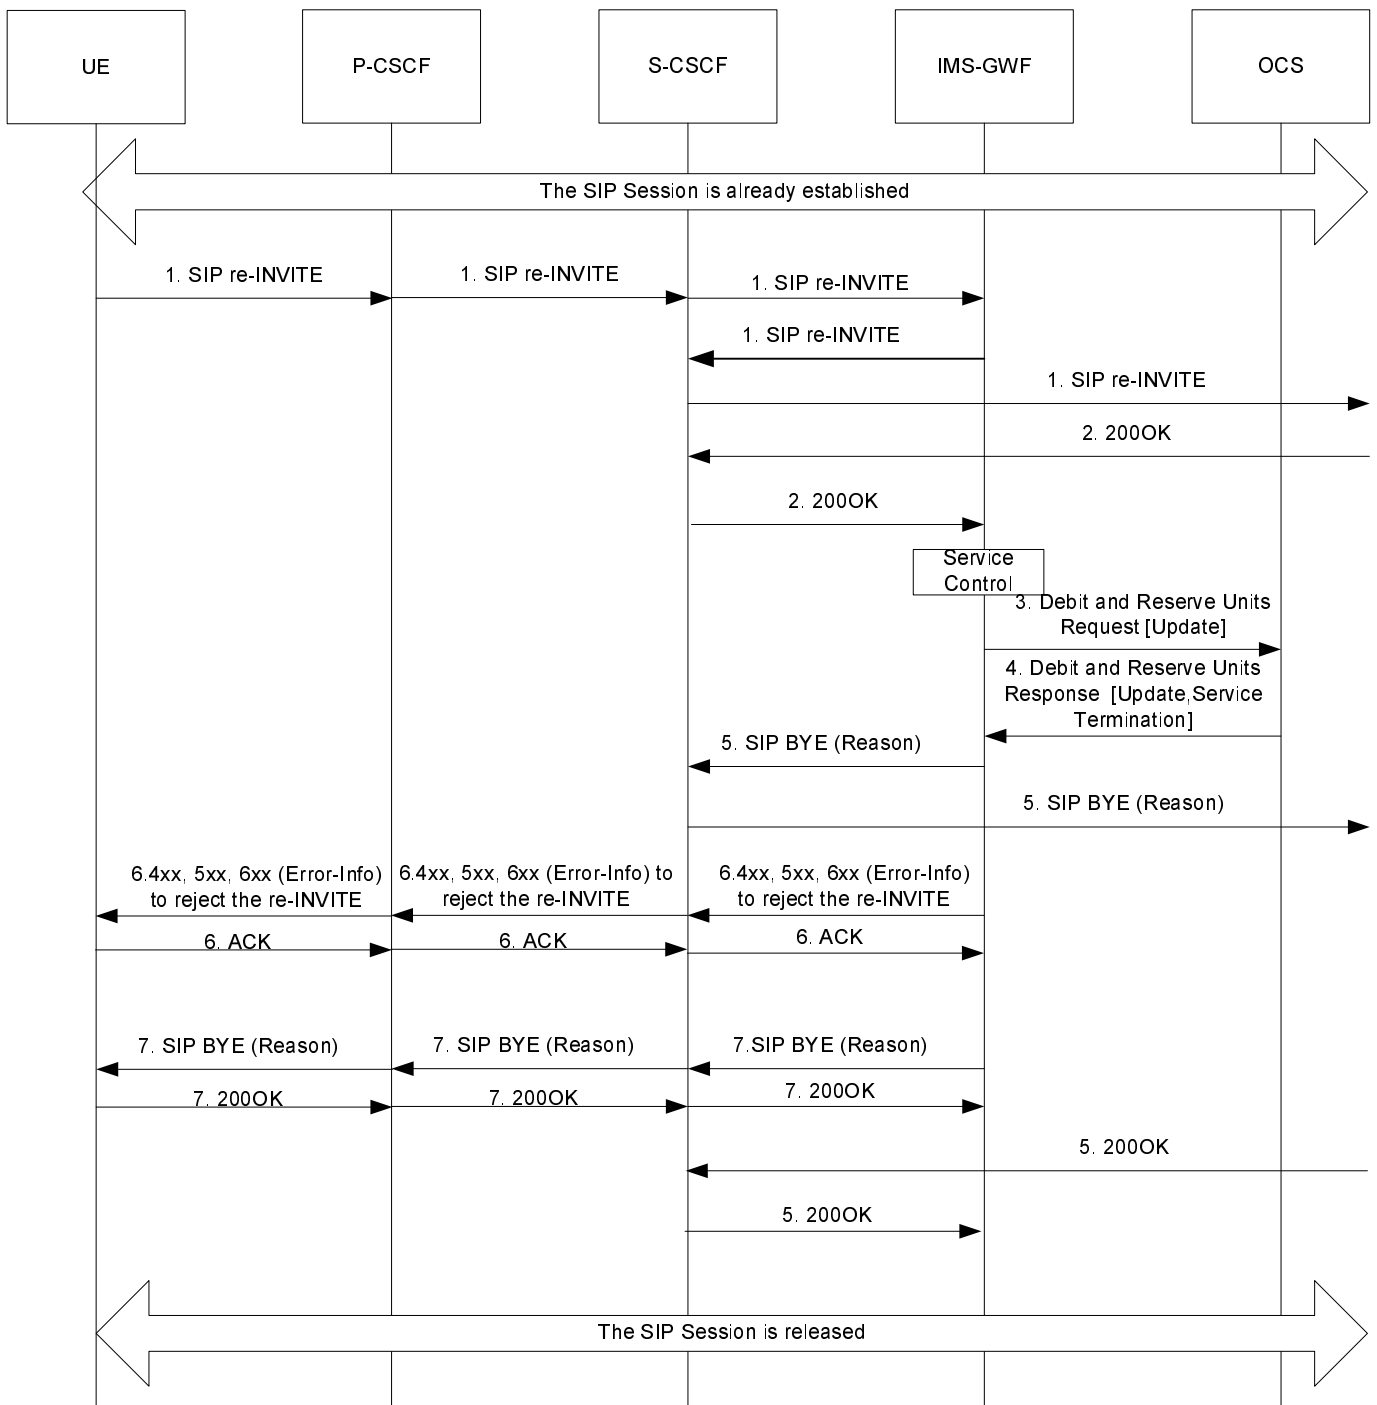 UE
P-CSCF
S-CSCF
IMS-GWF
OCS
The SIP Session is already established
1. SIP re-INVITE
1. SIP re-INVITE
1. SIP re-INVITE
1. SIP re-INVITE
1. SIP re-INVITE
2. 200OK
2. 200OK
Service
Control
3. Debit and Reserve Units
Request [Update]
4. Debit and Reserve Units
Response [Update,Service
Termination]
5. SIP BYE (Reason)
5. SIP BYE (Reason)
6.4xx, 5xx, 6xx (Error-Info)
to reject the re-INVITE
6.4xx, 5xx, 6xx (Error-Info) to
reject the re-INVITE
6.4xx, 5xx, 6xx (Error-Info)
to reject the re-INVITE
6. ACK
6. ACK
6. ACK
7. SIP BYE (Reason)
7. SIP BYE (Reason)
7.SIP BYE (Reason)
7. 200OK
7. 200OK
7. 200OK
5. 200OK
5. 200OK
The SIP Session is released